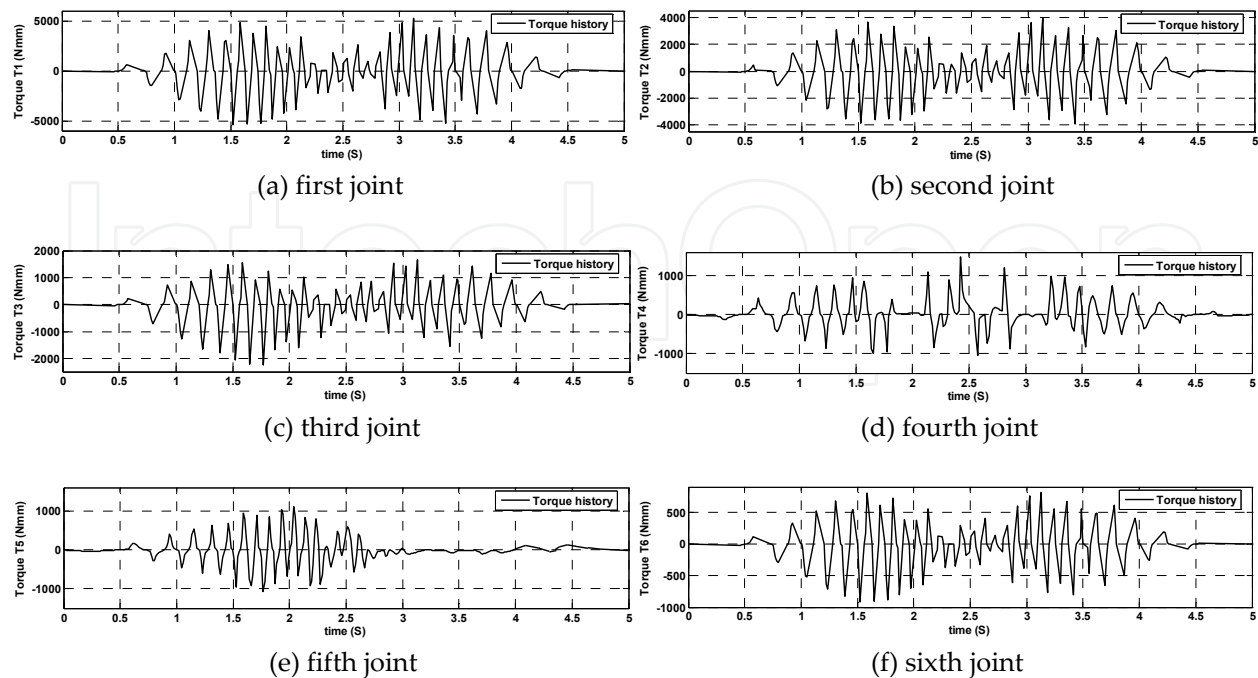 Torque T1 (Nmm)
5000
0
-5000
Torque history
0 0.5 1 1.5 2 2.5 3 3.5 4 4.5 5
time (S)
(a) first joint
Torque T2 (Nmm)
4000
2000
0
-2000
-4000
Torque history
0 0.5 1 1.5 2 2.5 3 3.5 4 4.5 5
time (S)
(b) second joint
Torque T3 (Nmm)
2000
1000
0
-1000
-2000
Torque history
0 0.5 1 1.5 2 2.5 3 3.5 4 4.5 5
time (S)
(c) third joint
Torque T4 (Nmm)
1000
0
-1000
Torque history
0 0.5 1 1.5 2 2.5 3 3.5 4 4.5 5
time (S)
(d) fourth joint
Torque T5 (Nmm)
1000
0
-1000
Torque history
0 0.5 1 1.5 2 2.5 3 3.5 4 4.5 5
time (S)
(e) fifth joint
Torque T6 (Nmm)
500
0
-500
-1000
Torque history
0 0.5 1 1.5 2 2.5 3 3.5 4 4.5 5
time (S)
(f) sixth joint
IntechOpen